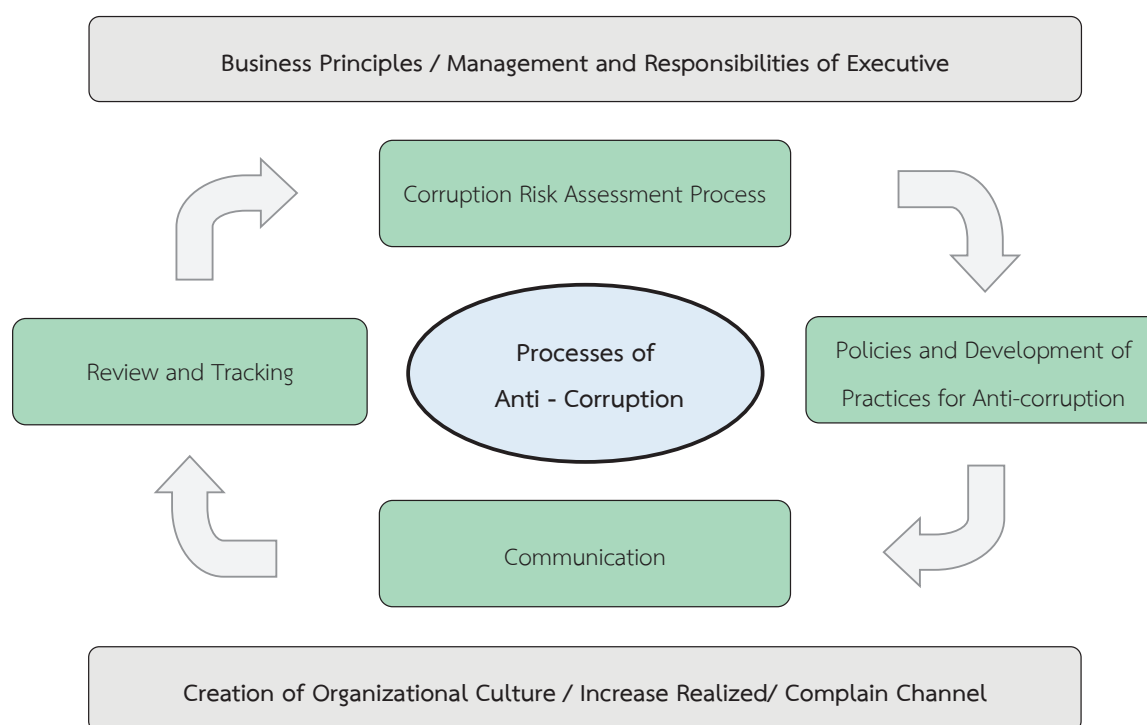 Business Principles / Management and Responsibilities of Executive
Corruption Risk Assessment Process
Review and Tracking
Processes of
Anti - Corruption
Policies and Development of
Practices for Anti-corruption
Communication
Creation of Organizational Culture / Increase Realized/ Complain Channel